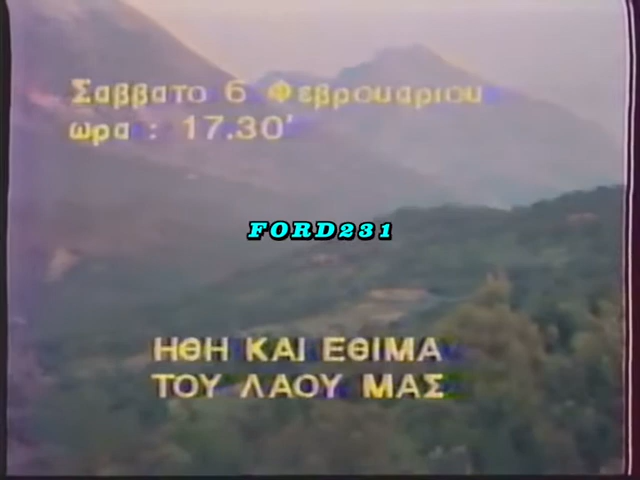 Σαββατο 6 Φεβρουαριου
ωρα : 17.30'
FORD231
ΗΘΗ ΚΑΙ ΕΘΙΜΑ
ΤΟΥ ΛΑΟΥ ΜΑΣ